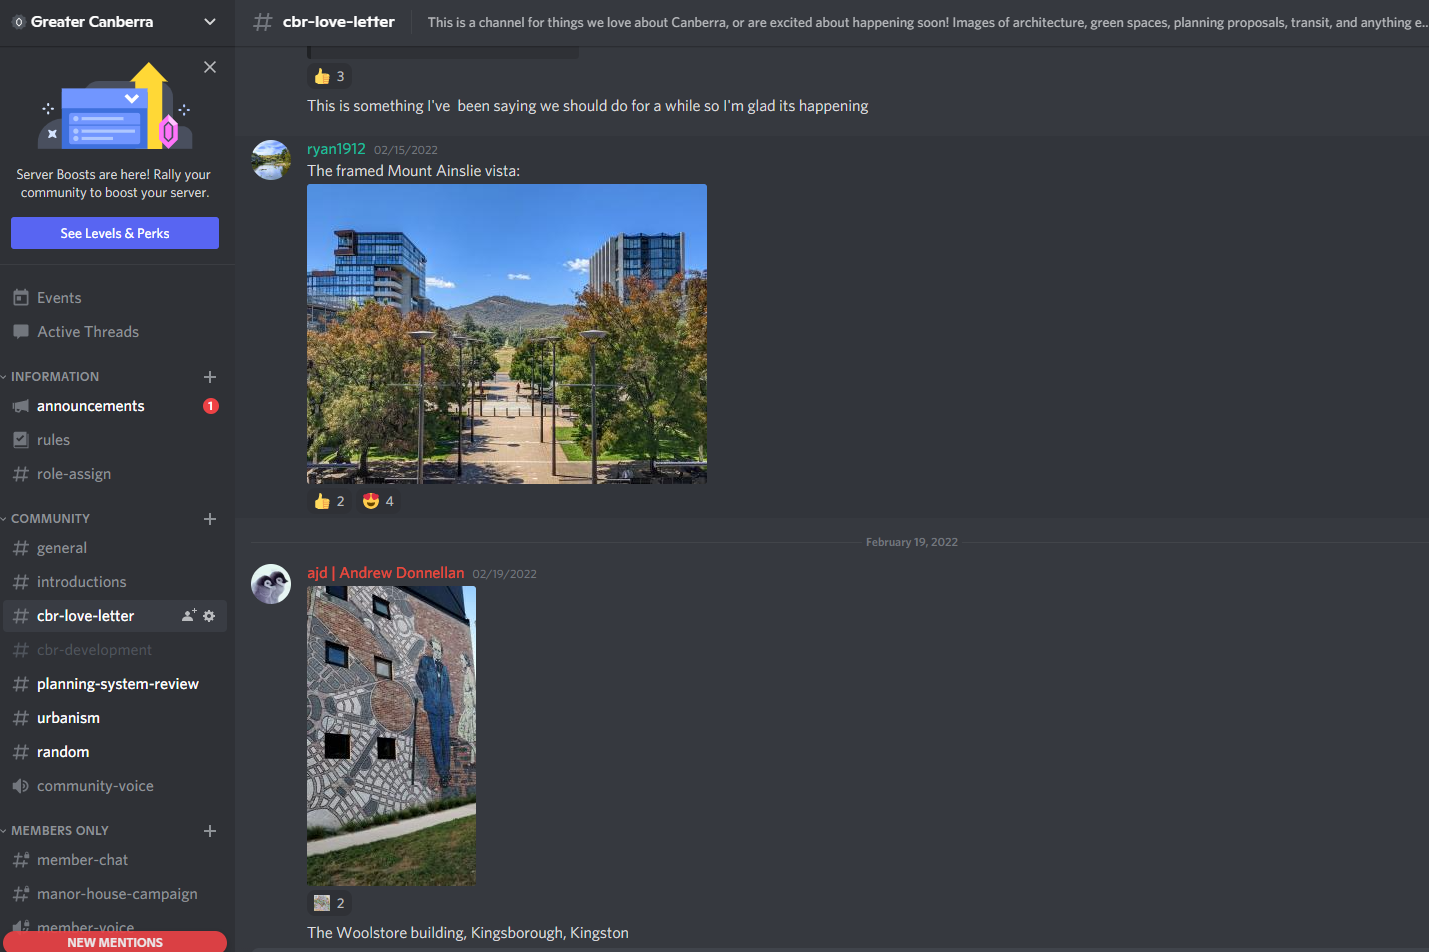 Greater Canberra
Server Boosts are here! Rally your
community to boost your server.
See Levels & Perks
Events
Active Threads
INFORMATION
announcements
1
rules
role-assign
COMMUNITY
general
introductions
cbr-love-letter
cbr-development
planning-system-review
urbanism
random
community-voice
MEMBERS ONLY
member-chat
manor-house-campaign
member-voice
NEW MENTIONS
cbr-love-letter
This is a channel for things we love about Canberra, or are excited about happening soon! Images of architecture, green spaces, planning proposals, transit, and anything e...
3
This is something I've been saying we should do for a while so I'm glad its happening
ryan1912 02/15/2022
The framed Mount Ainslie vista:
2 4
February 19, 2022
ajd | Andrew Donnellan 02/19/2022
2
The Woolstore building, Kingsborough, Kingston